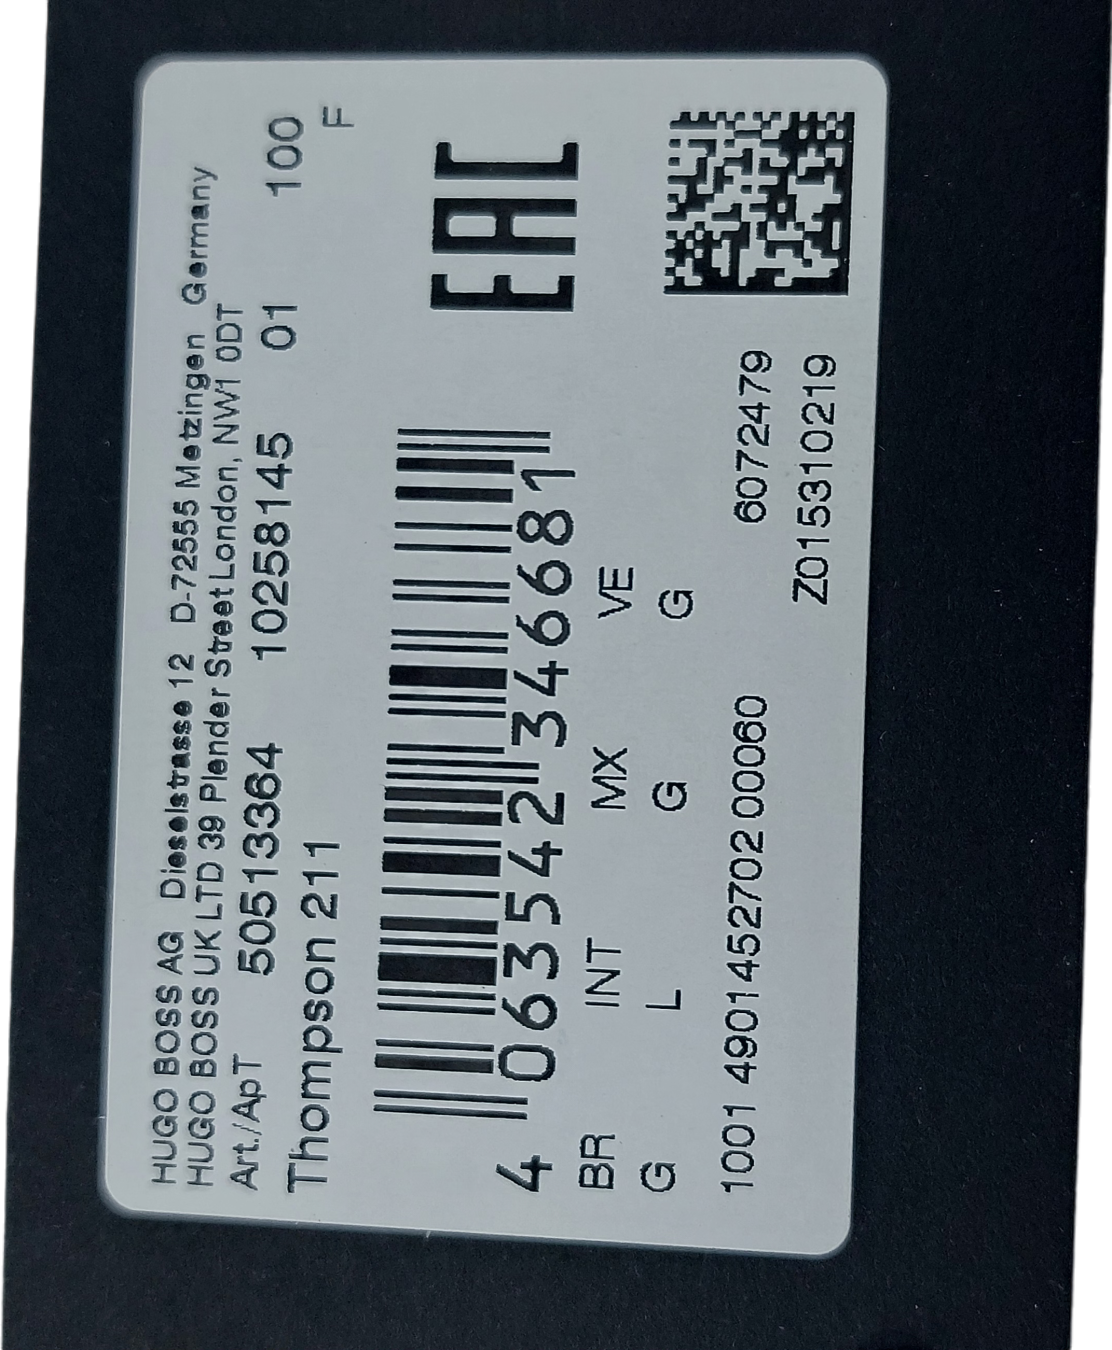 HUGO BOSS AG Dieselstrasse 12 D-72555 Metzingen Germany
HUGO BOSS UK LTD 39 Plender Street London, NW1 0DT
Art./ApT 50513364 10258145 01 100
Thompson 211 F
EAC
4 063542 346681
BR INT MX VE
G L G G
1001 4901452702 00060 6072479
Z015310219